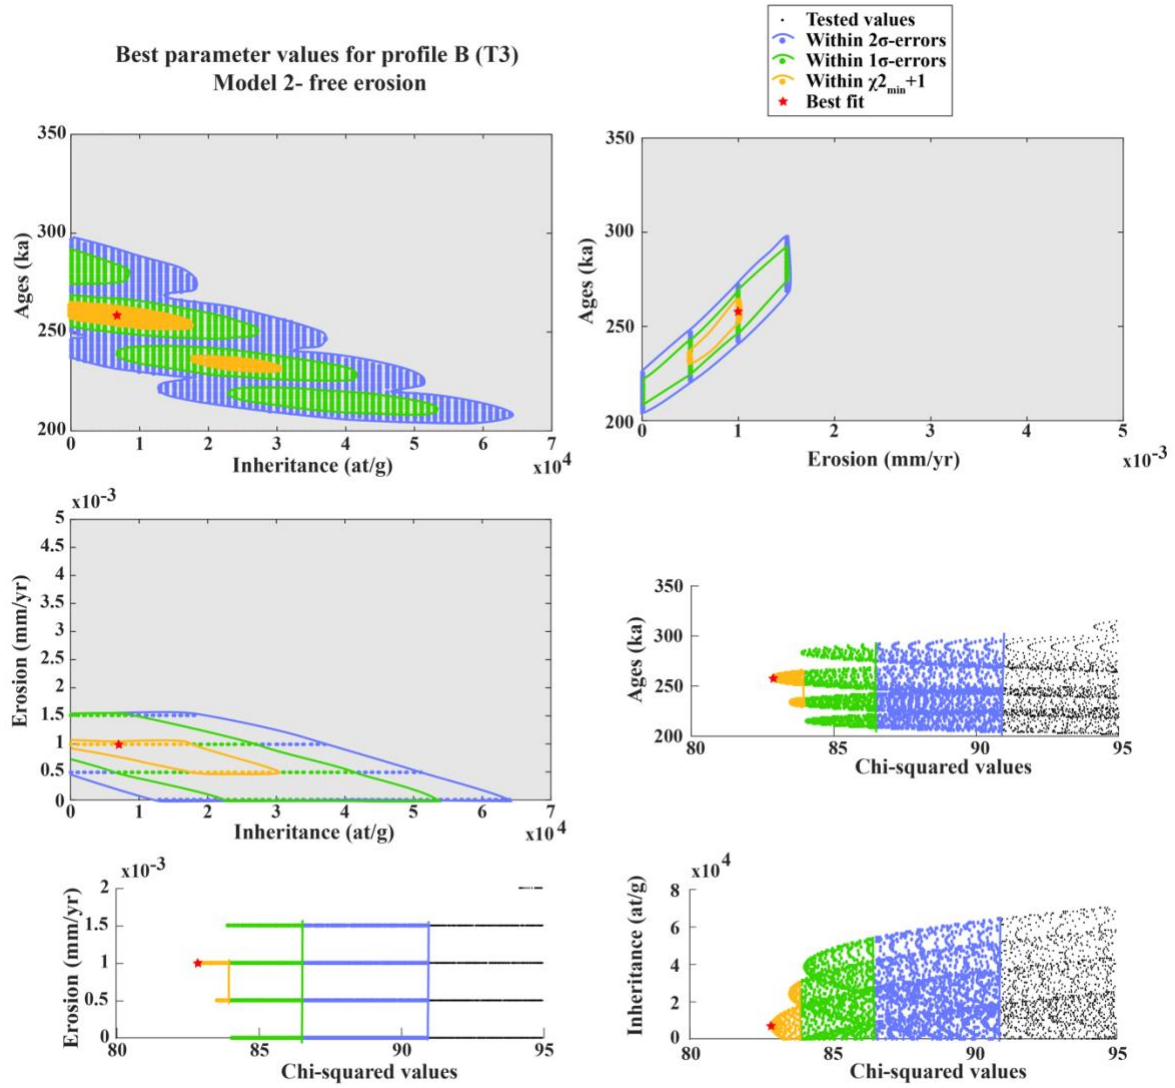 Best parameter values for profile B (T3)
Model 2- free erosion
Tested values
Within 2σ-errors
Within 1σ-errors
Within χ2min+1
Best fit
350
300
250
200
Ages (ka)
0 1 2 3 4 5 6 7
Inheritance (at/g)
x10⁴
350
300
250
200
Ages (ka)
0 1 2 3 4 5
Erosion (mm/yr)
x10⁻³
x10⁻³
5
4.5
4
3.5
3
2.5
2
1.5
1
0.5
0
Erosion (mm/yr)
0 1 2 3 4 5 6 7
Inheritance (at/g)
x10⁴
350
300
250
200
Ages (ka)
80 85 90 95
Chi-squared values
x10⁻³
2
1.5
1
0.5
0
Erosion (mm/yr)
80 85 90 95
Chi-squared values
x10⁴
8
6
4
2
0
Inheritance (at/g)
80 85 90 95
Chi-squared values